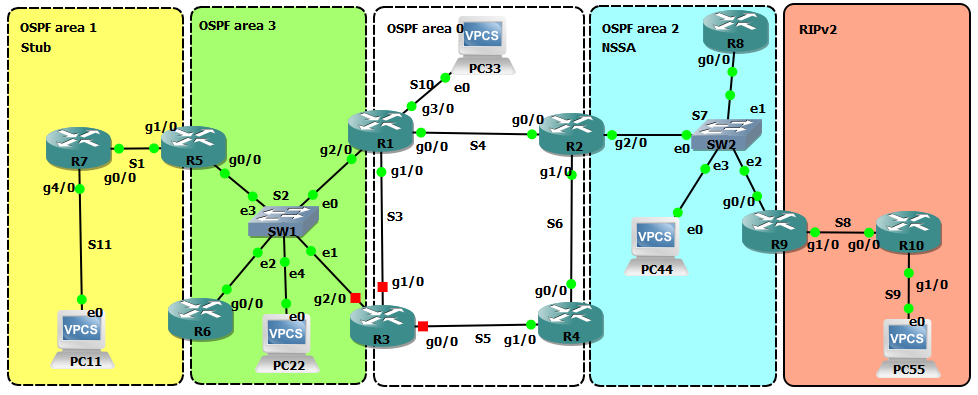 OSPF area 1
Stub
OSPF area 3
OSPF area 0
OSPF area 2
NSSA
RIPv2
VPCS
PC33
R8
g0/0
S10
e0
g3/0
S7
e1
g1/0
R7
S1
g0/0
R5
g0/0
g2/0
R1
g0/0
S4
g0/0
R2
g2/0
e0
SW2
e3
e2
g4/0
S2
e3
e0
SW1
g1/0
g1/0
g0/0
S11
S3
S6
VPCS
PC44
e0
R9
g1/0
S8
g0/0
R10
e2
e4
e1
g0/0
g2/0
g1/0
g0/0
S9
g1/0
e0
VPCS
PC11
R6
e0
VPCS
PC22
R3
g0/0
S5
g1/0
R4
e0
VPCS
PC55